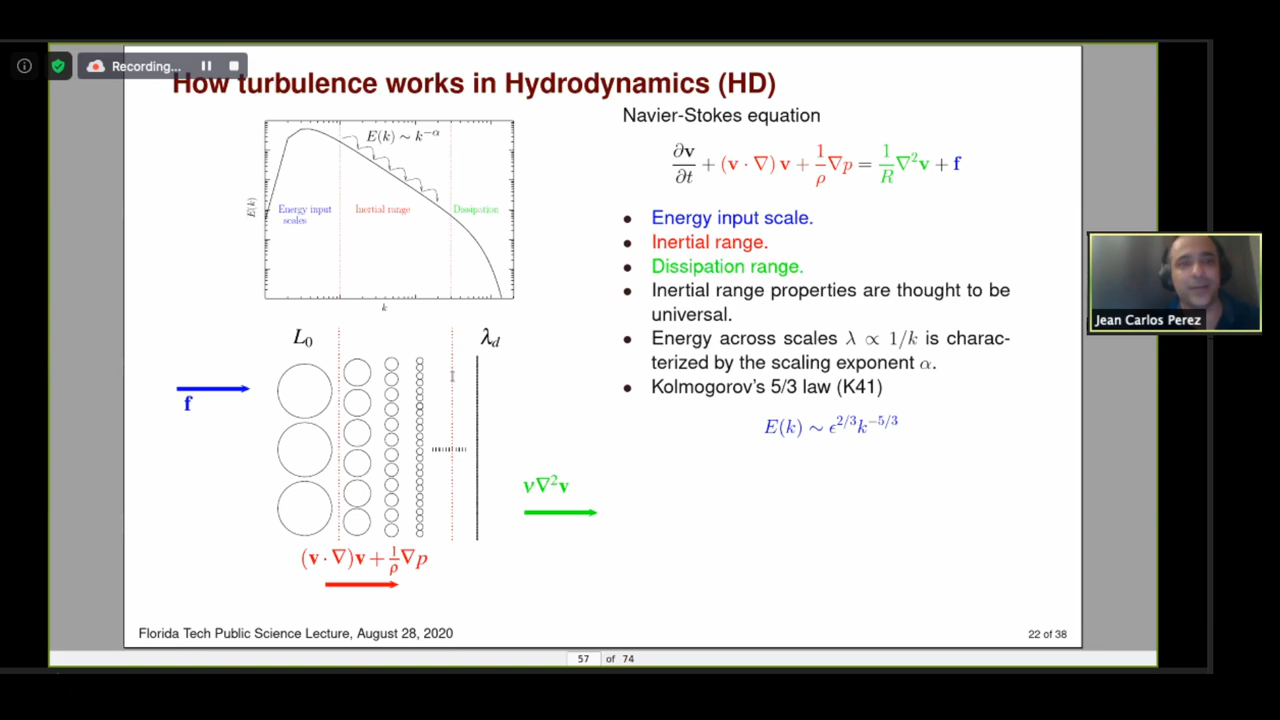 Recording...
How turbulence works in Hydrodynamics (HD)
E(k) ∼ k^{-α}
E(k)
Energy input
scales
Inertial range
Dissipation
k
L_0
λ_d
f
ν∇²v
(v · ∇)v + 1/ρ ∇p
Navier-Stokes equation
∂v/∂t + (v · ∇) v + 1/ρ ∇p = 1/R ∇²v + f
• Energy input scale.
• Inertial range.
• Dissipation range.
• Inertial range properties are thought to be
universal.
• Energy across scales λ ∝ 1/k is charac-
terized by the scaling exponent α.
• Kolmogorov's 5/3 law (K41)
E(k) ∼ ϵ^{2/3}k^{-5/3}
Jean Carlos Perez
Florida Tech Public Science Lecture, August 28, 2020
22 of 38
57 of 74